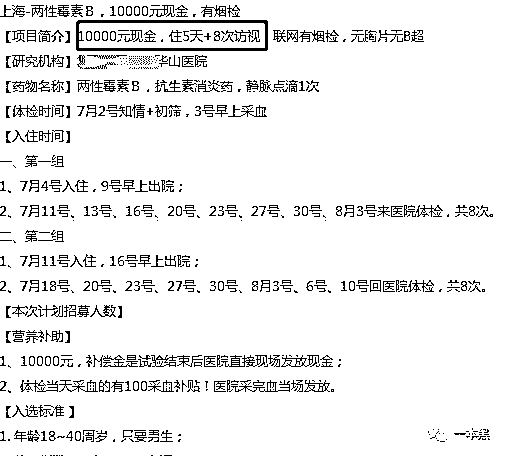 上海-两性霉素B，10000元现金，有烟检
【项目简介】10000元现金，住5天+8次访视 联网有烟检，无胸片无B超
【研究机构】华山医院
【药物名称】两性霉素B，抗生素消炎药，静脉点滴1次
【体检时间】7月2号知情+初筛，3号早上采血
【入住时间】
一、第一组
1、7月4号入住，9号早上出院；
2、7月11号、13号、16号、20号、23号、27号、30号、8月3号来医院体检，共8次。
二、第二组
1、7月11号入住，16号早上出院；
2、7月18号、20号、23号、27号、30号、8月3号、6号、10号回医院体检，共8次。
【本次计划招募人数】
【营养补助】
1、10000元，补偿金是试验结束后医院直接现场发放现金；
2、体检当天采血的有100采血补贴！医院采完血当场发放。
【入选标准】
1. 年龄18~40周岁，只要男生；
一本黑